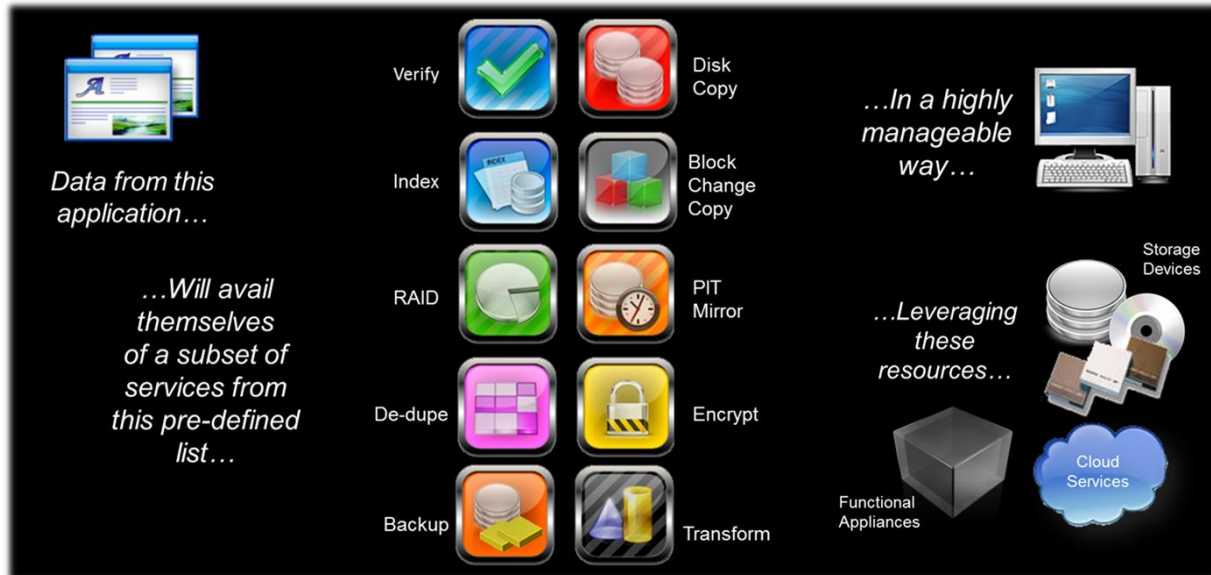 Data from this
application…
…Will avail
themselves
of a subset of
services from
this pre-defined
list…
Verify
Disk
Copy
Index
INDEX
Block
Change
Copy
RAID
PIT
Mirror
De-dupe
Encrypt
Backup
Transform
…In a highly
manageable
way…
Storage
Devices
…Leveraging
these
resources…
Functional
Appliances
Cloud
Services